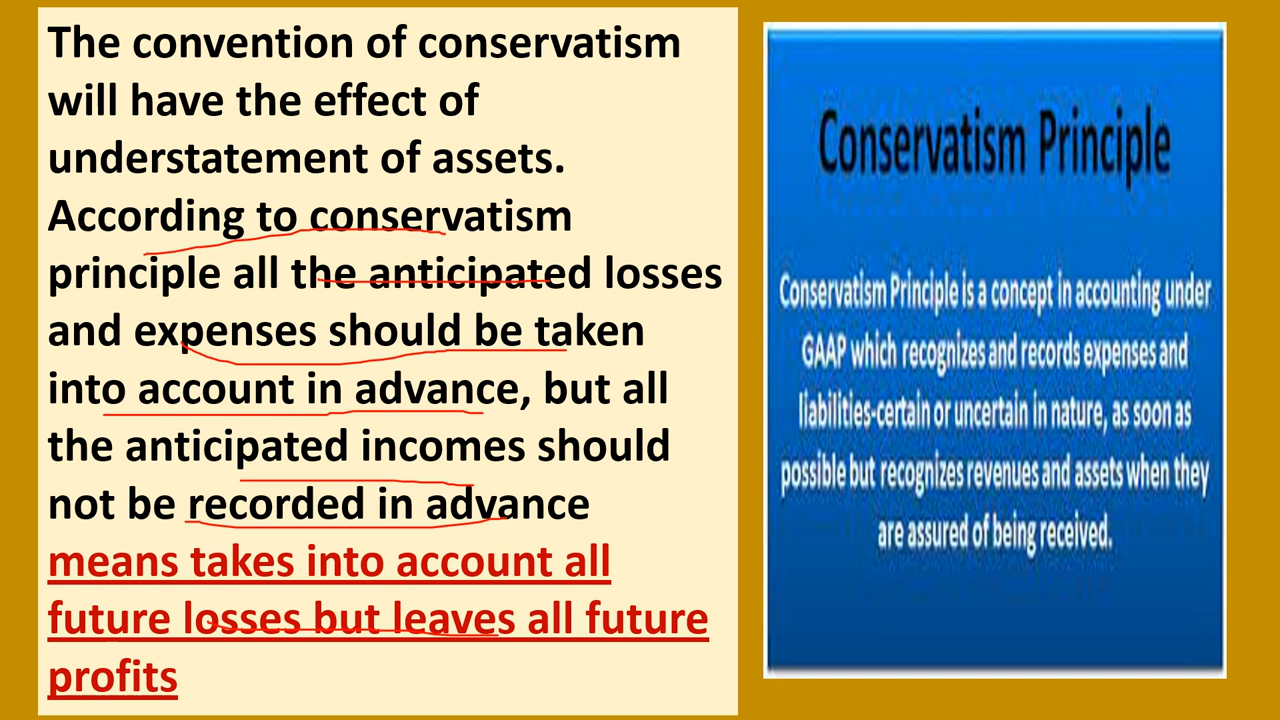 The convention of conservatism
will have the effect of
understatement of assets.
According to conservatism
principle all the anticipated losses
and expenses should be taken
into account in advance, but all
the anticipated incomes should
not be recorded in advance
means takes into account all
future losses but leaves all future
profits
Conservatism Principle
Conservatism Principle is a concept in accounting under
GAAP which recognizes and records expenses and
liabilities-certain or uncertain in nature, as soon as
possible but recognizes revenues and assets when they
are assured of being received.